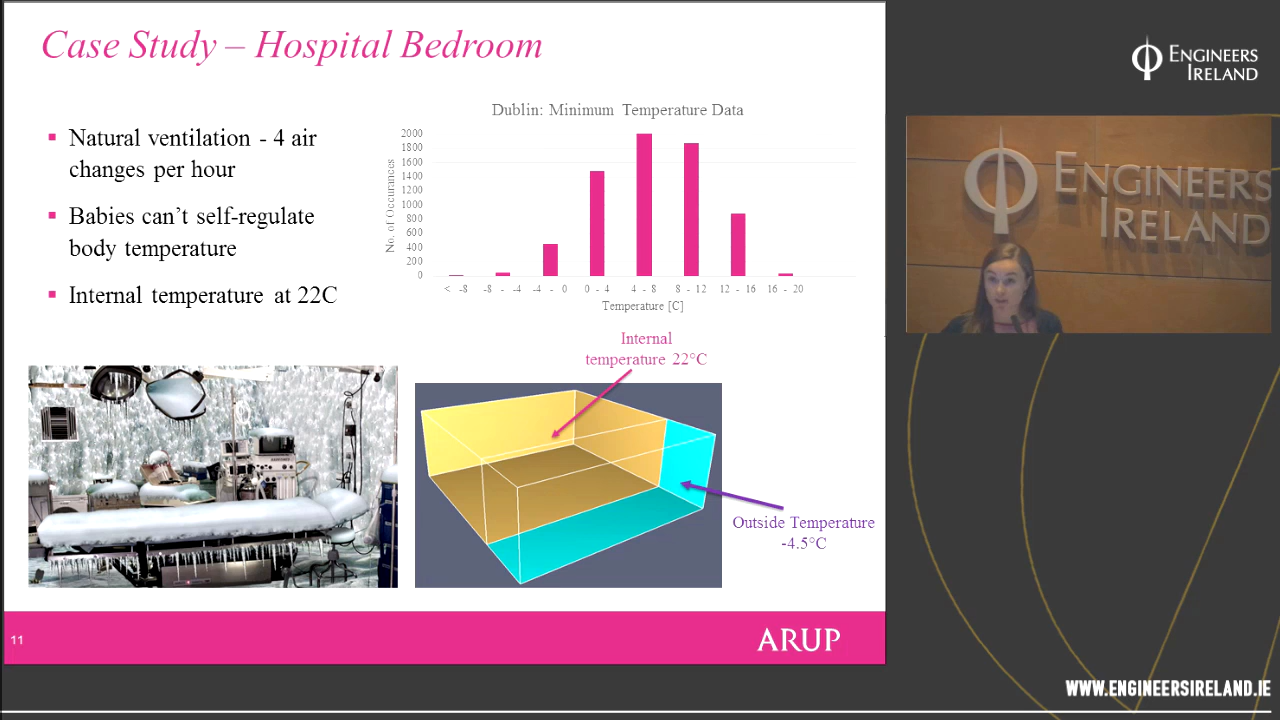 Case Study – Hospital Bedroom
▪ Natural ventilation - 4 air
changes per hour
▪ Babies can’t self-regulate
body temperature
▪ Internal temperature at 22C
Dublin: Minimum Temperature Data
No. of Occurances
2000
1800
1600
1400
1200
1000
800
600
400
200
0
< -8
-8 - -4
-4 - 0
0 - 4
4 - 8
8 - 12
12 - 16
16 - 20
Temperature [C]
Internal
temperature 22°C
Outside Temperature
-4.5°C
11
ARUP
ENGINEERS
IRELAND
ENGINEERS
IRELAND
WWW.ENGINEERSIRELAND.IE